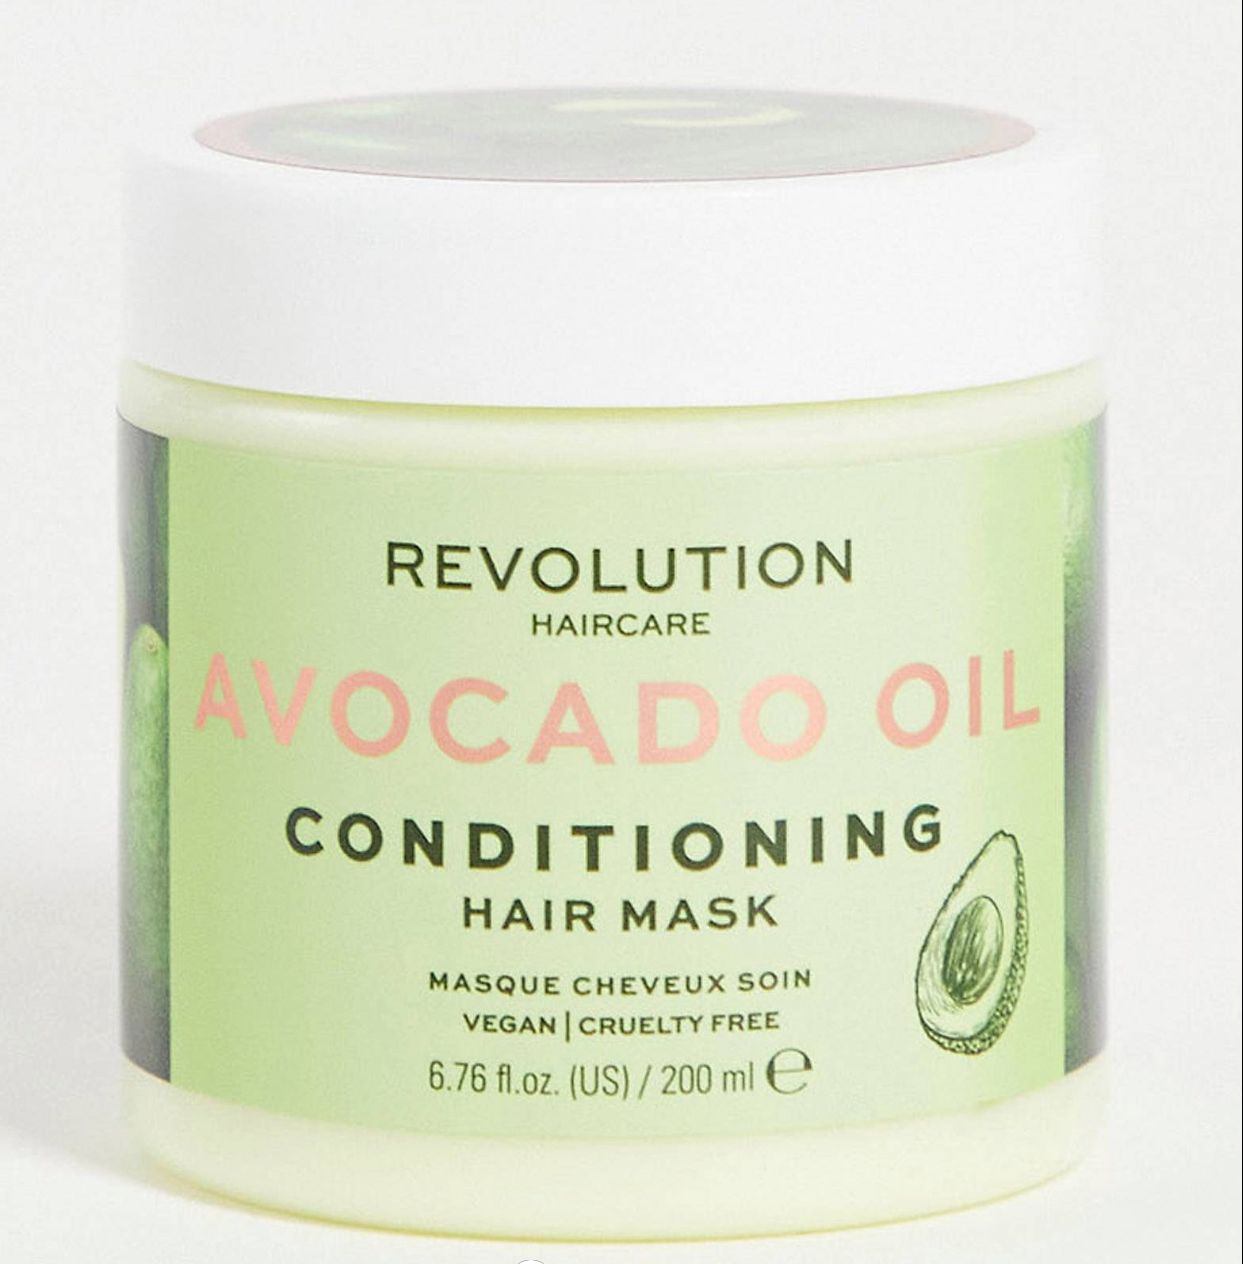 REVOLUTION
HAIRCARE
AVOCADO OIL
CONDITIONING
HAIR MASK
MASQUE CHEVEUX SOIN
VEGAN | CRUELTY FREE
6.76 fl.oz. (US) / 200 ml ℮